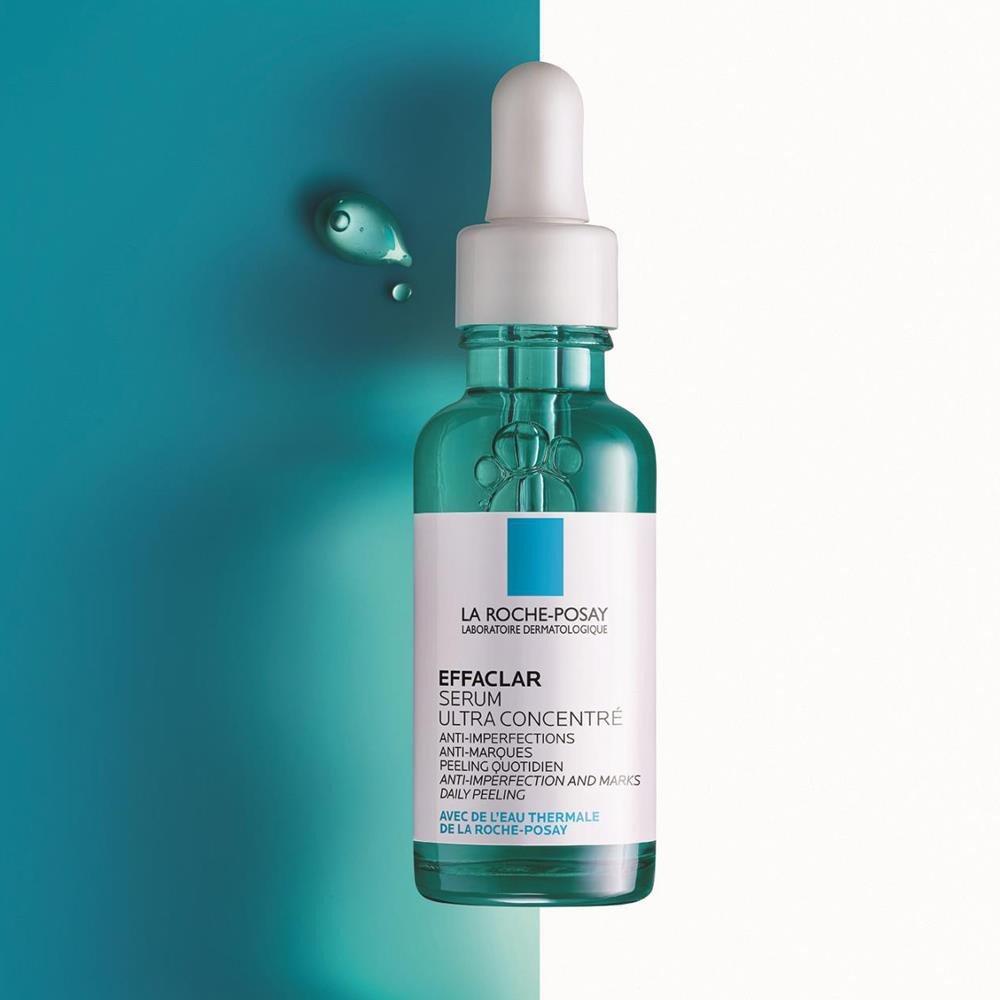 LA ROCHE-POSAY
LABORATOIRE DERMATOLOGIQUE
EFFACLAR
SERUM
ULTRA CONCENTRÉ
ANTI-IMPERFECTIONS
ANTI-MARQUES
PEELING QUOTIDIEN
ANTI-IMPERFECTION AND MARKS
DAILY PEELING
AVEC DE L'EAU THERMALE
DE LA ROCHE-POSAY